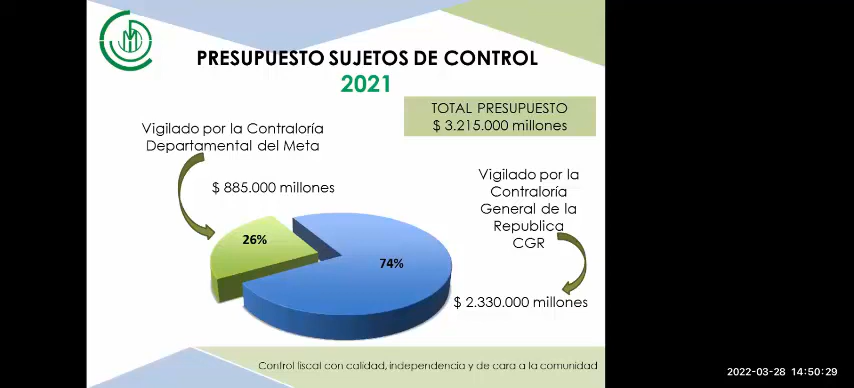 PRESUPUESTO SUJETOS DE CONTROL
2021
TOTAL PRESUPUESTO
$ 3.215.000 millones
Vigilado por la Contraloría
Departamental del Meta
$ 885.000 millones
Vigilado por la
Contraloría
General de la
Republica
CGR
26%
74%
$ 2.330.000 millones
Control fiscal con calidad, independencia y de cara a la comunidad
2022-03-28 14:50:29